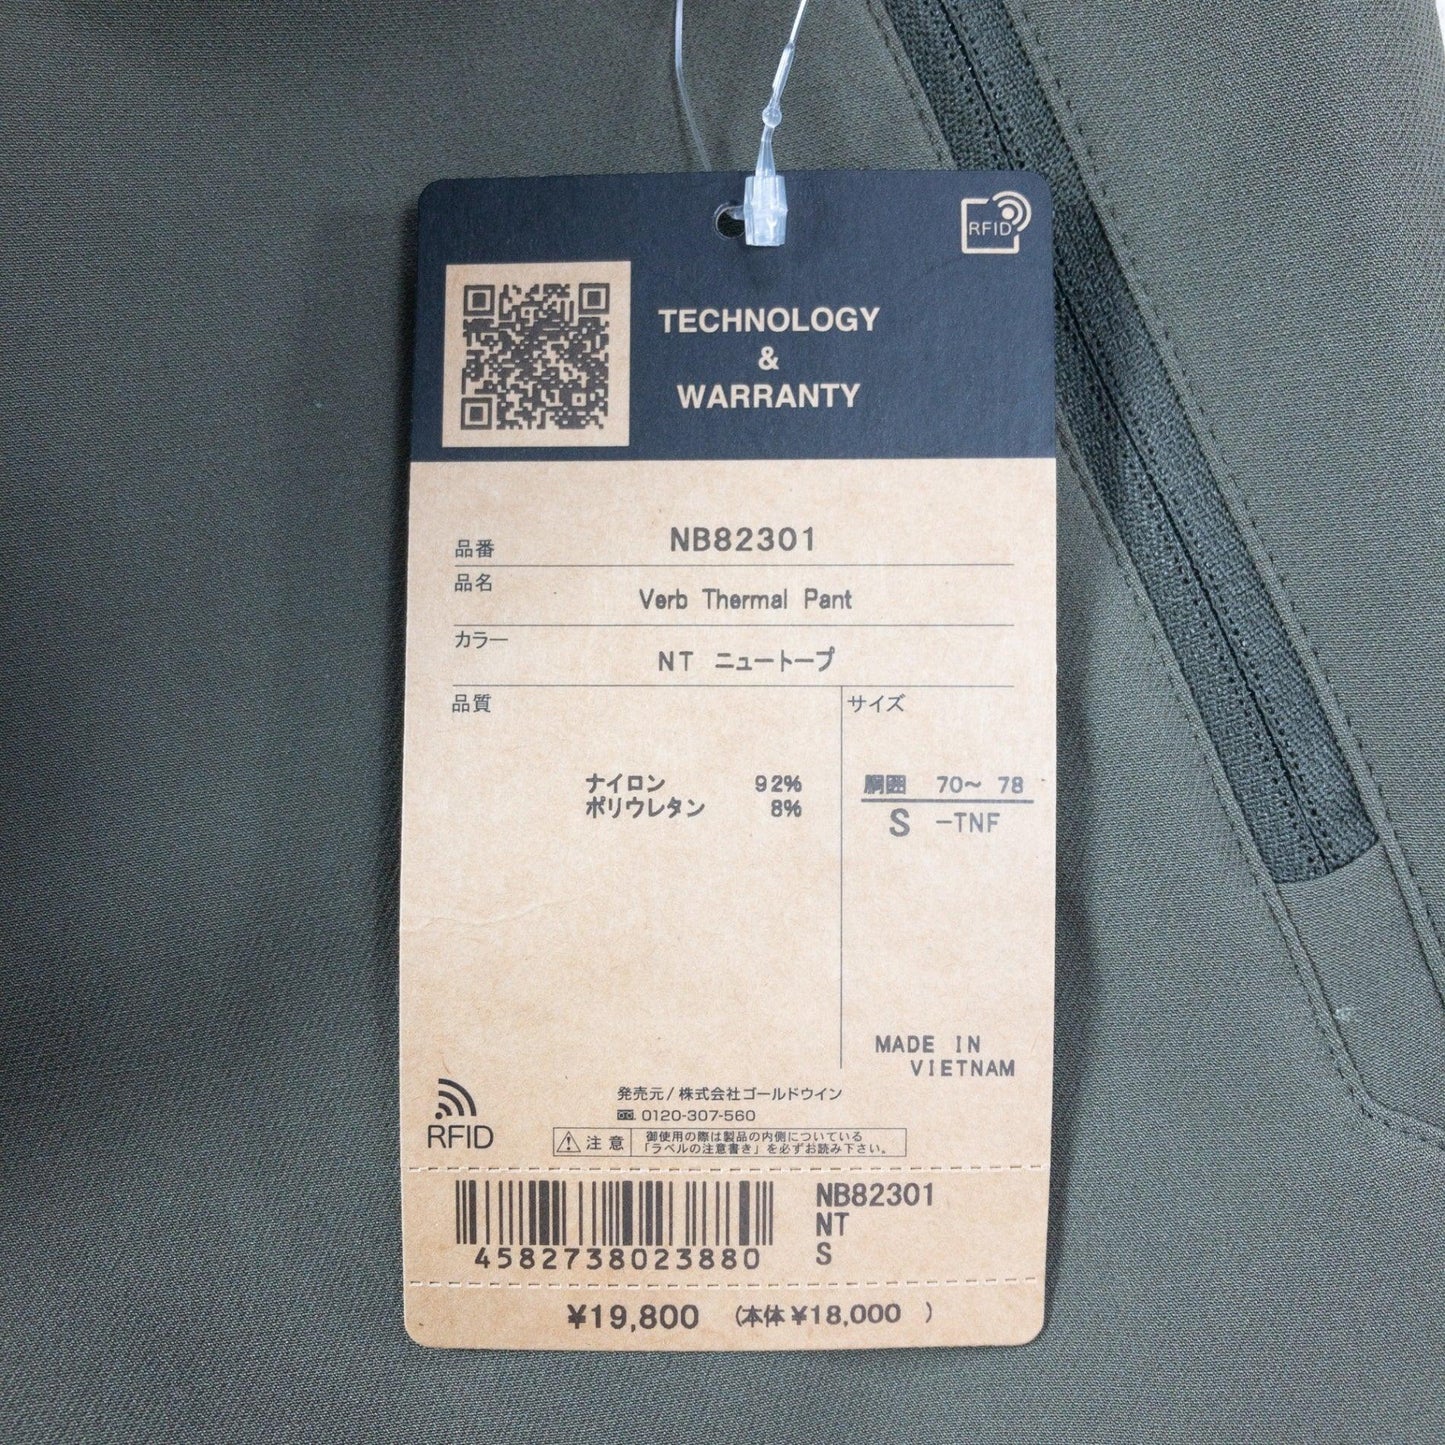 RFID
TECHNOLOGY
&
WARRANTY
品番 NB82301
品名 Verb Thermal Pant
カラー NT ニュートープ
品質
ナイロン 92%
ポリウレタン 8%
サイズ
胴囲 70～ 78
S -TNF
MADE IN
VIETNAM
RFID
発売元/株式会社ゴールドウイン
0120-307-560
注意
御使用の際は製品の内側についている
「ラベルの注意書き」を必ずお読み下さい。
4582738023880
NB82301
NT
S
¥19,800 (本体¥18,000 )